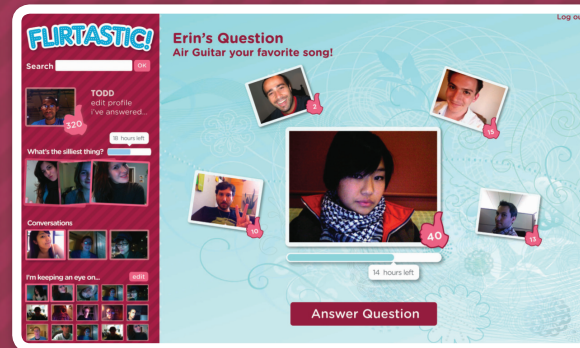 Log ou
FLIRTASTIC!
Search
OK
TODD
edit profile
i've answered...
320
18 hours left
What's the silliest thing?
Conversations
I'm keeping an eye on...
edit
Erin's Question
Air Guitar your favorite song!
2
15
10
40
13
14 hours left
Answer Question